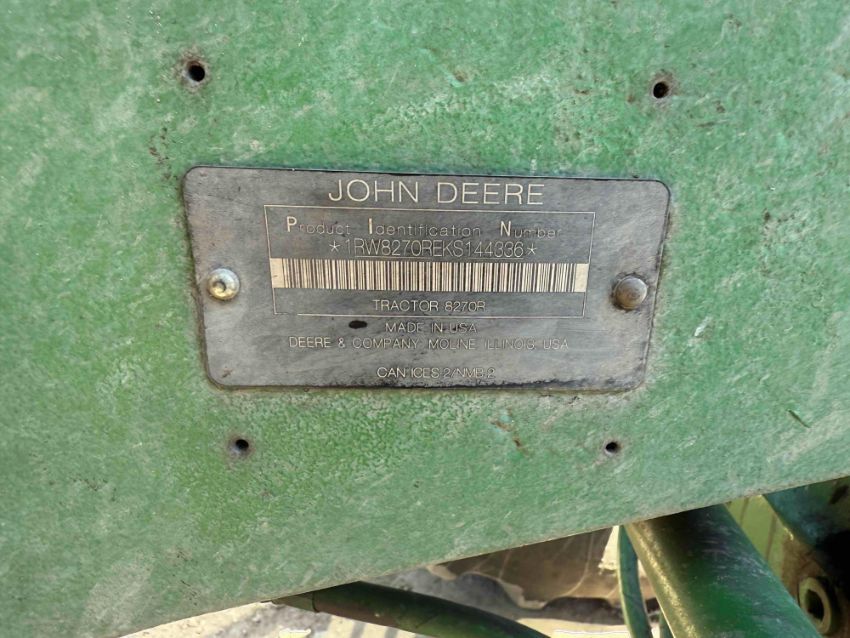 JOHN DEERE
Product Identification Number
*1RW8270REKS144336*
TRACTOR 8270R
MADE IN USA
DEERE & COMPANY MOLINE ILLINOIS USA
CAN ICES-2/NMB-2